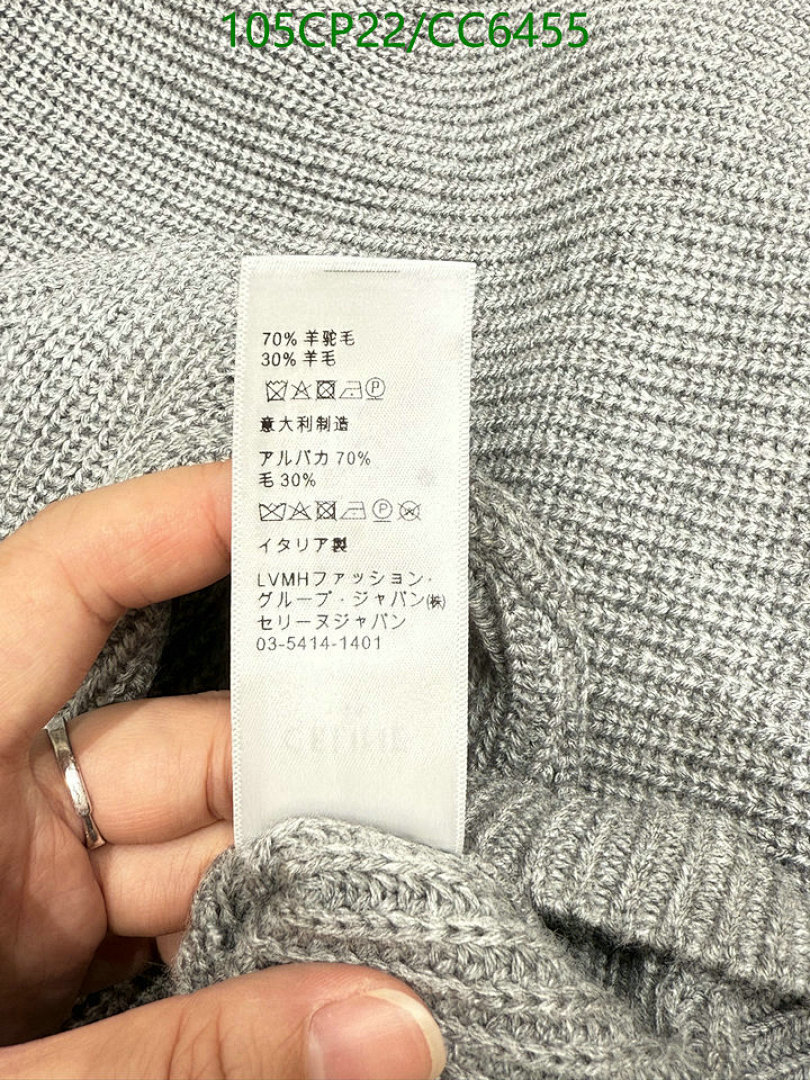 105CP22/CC6455
70% 羊驼毛
30% 羊毛
意大利制造
アルパカ 70%
毛 30%
イタリア製
LVMHファッション・
グループ・ジャパン㈱
セリーヌジャパン
03-5414-1401